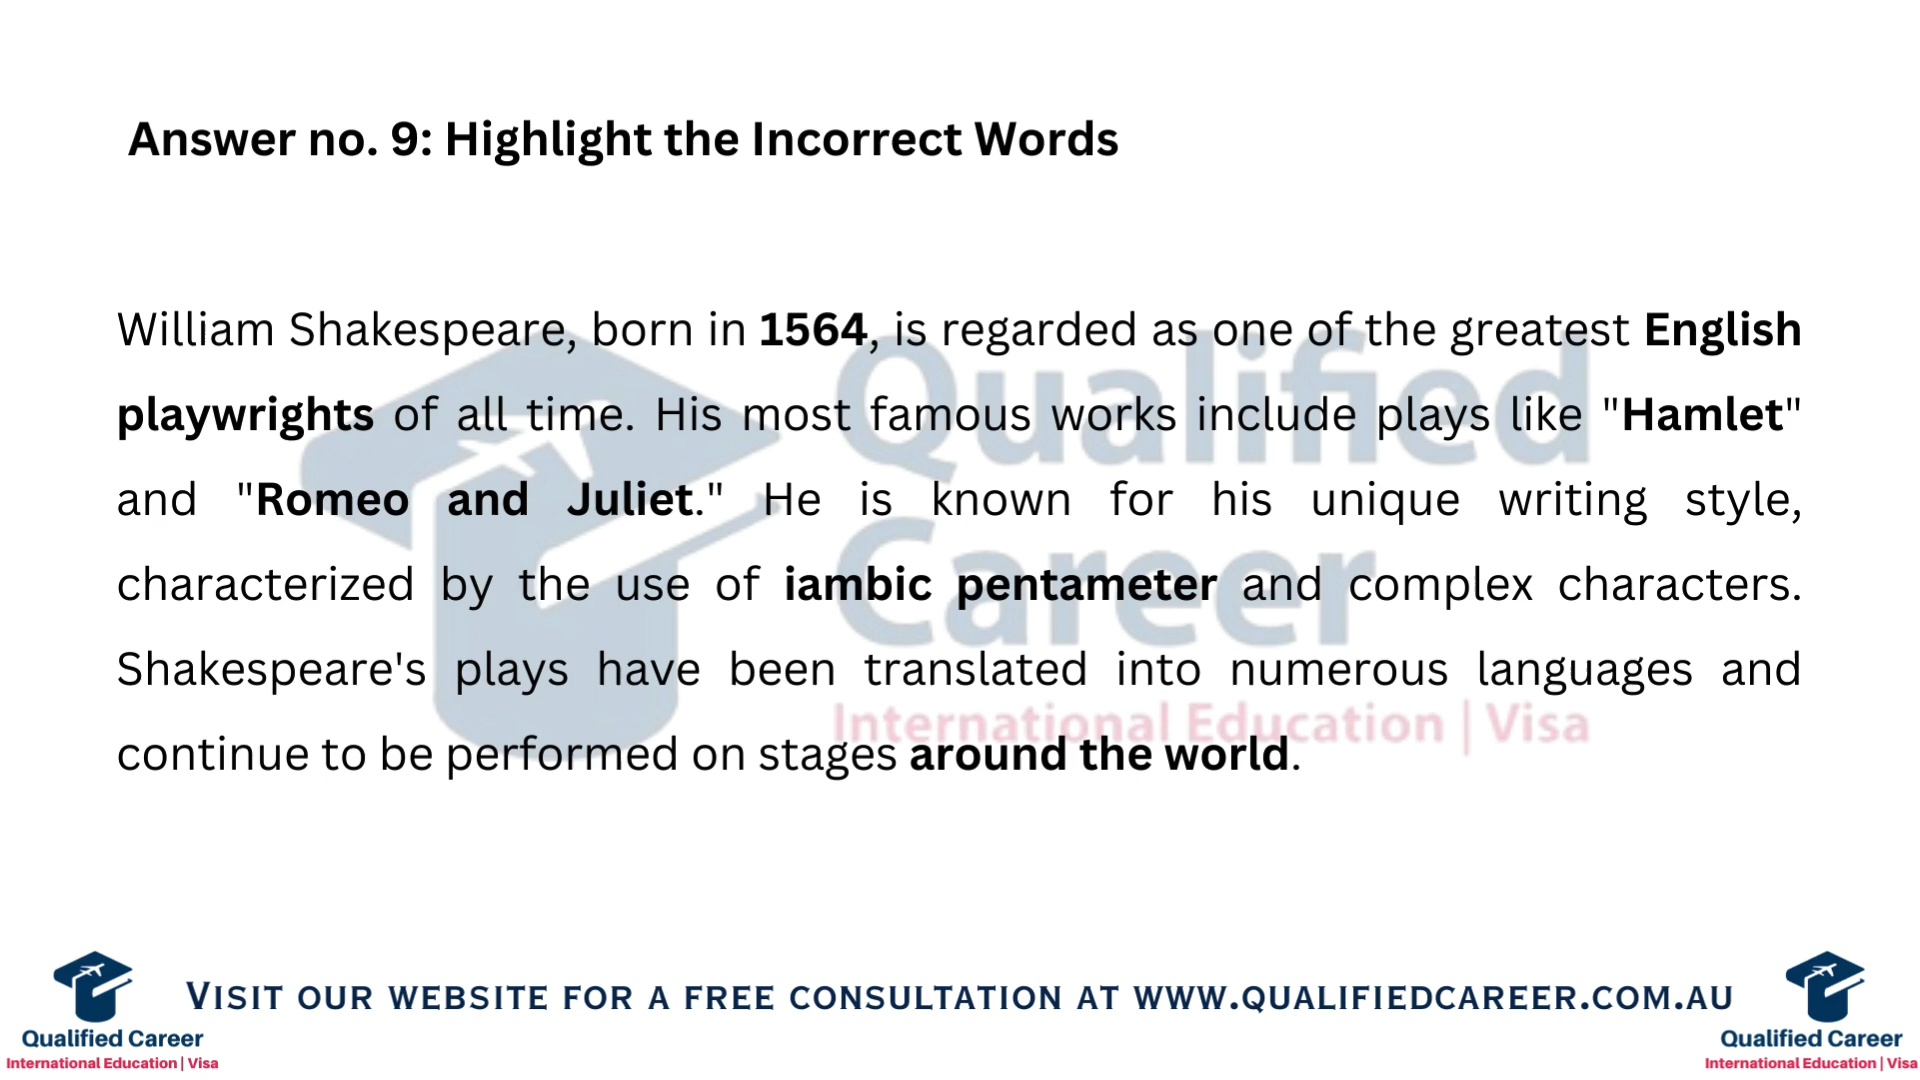 Answer no. 9: Highlight the Incorrect Words
William Shakespeare, born in 1564, is regarded as one of the greatest English
playwrights of all time. His most famous works include plays like "Hamlet"
and "Romeo and Juliet." He is known for his unique writing style,
characterized by the use of iambic pentameter and complex characters.
Shakespeare's plays have been translated into numerous languages and
continue to be performed on stages around the world.
Qualified
Career
International Education | Visa
VISIT OUR WEBSITE FOR A FREE CONSULTATION AT WWW.QUALIFIEDCAREER.COM.AU
Qualified Career
International Education | Visa
Qualified Career
International Education | Visa